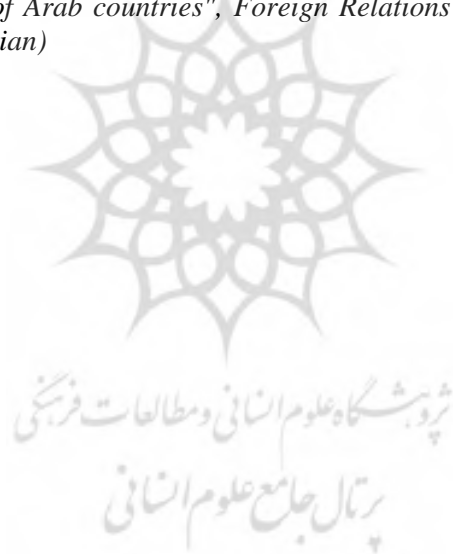 of Arab countries", Foreign Relations
ian)
پژوهشگاه علوم انسانی و مطالعات فرهنگی
پرتال جامع علوم انسانی